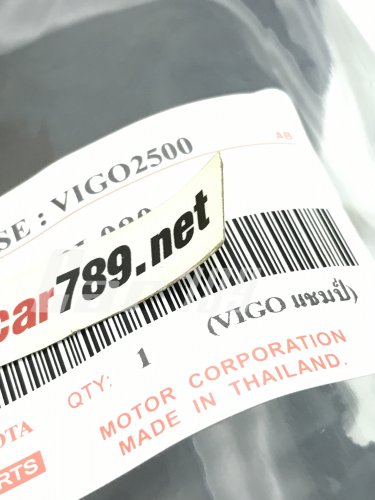 SE : VIGO2500
car789.net
QTY: 1 (VIGO แชมป์)
MOTOR CORPORATION
MADE IN THAILAND.
OTA
RTS